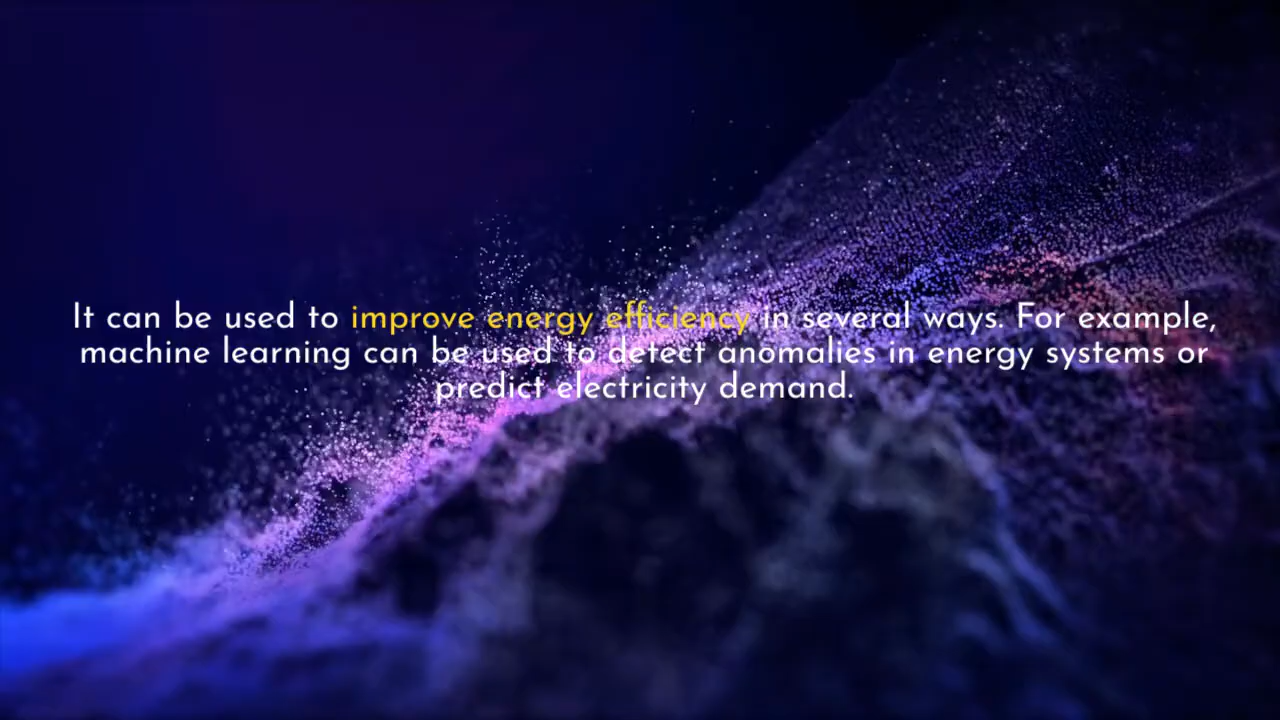 It can be used to improve energy efficiency in several ways. For example,
machine learning can be used to detect anomalies in energy systems or
predict electricity demand.